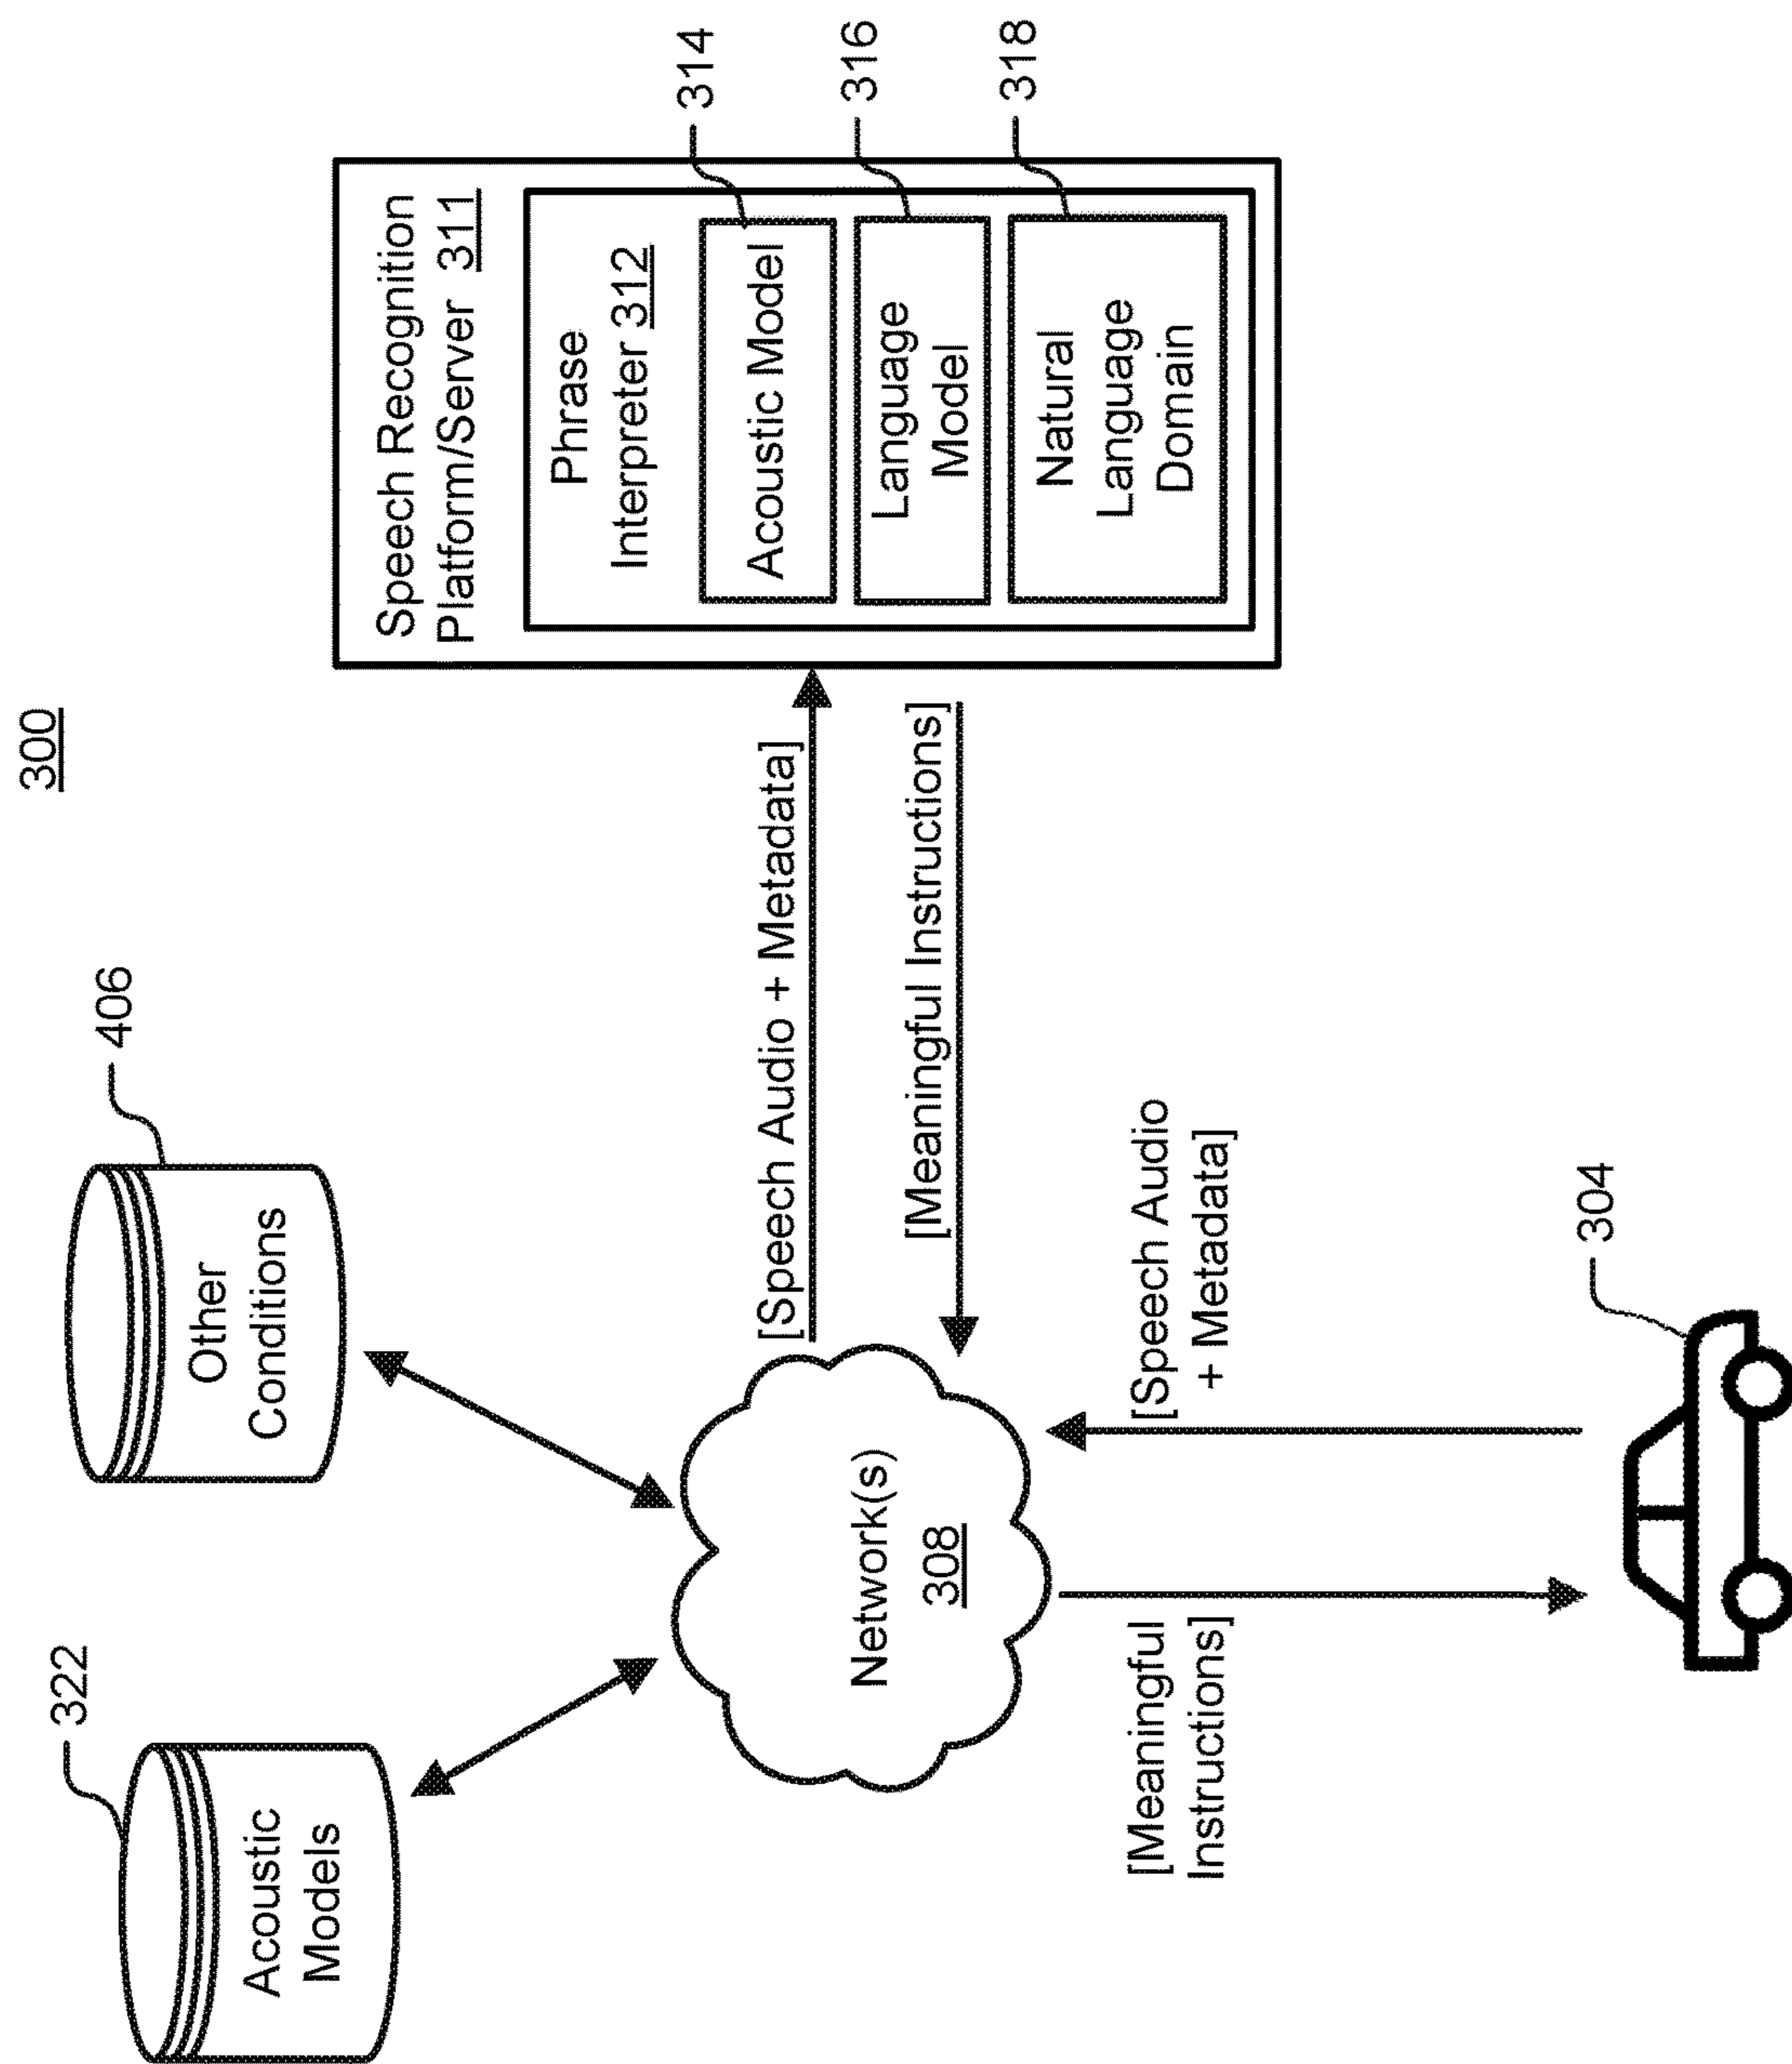 300
322
Acoustic
Models
406
Other
Conditions
Speech Recognition
Platform/Server 311
Phrase
Interpreter 312
Acoustic Model
314
Language
Model
316
Natural
Language
Domain
318
[Speech Audio + Metadata]
[Meaningful Instructions]
Network(s)
308
[Meaningful
Instructions]
[Speech Audio
+ Metadata]
304